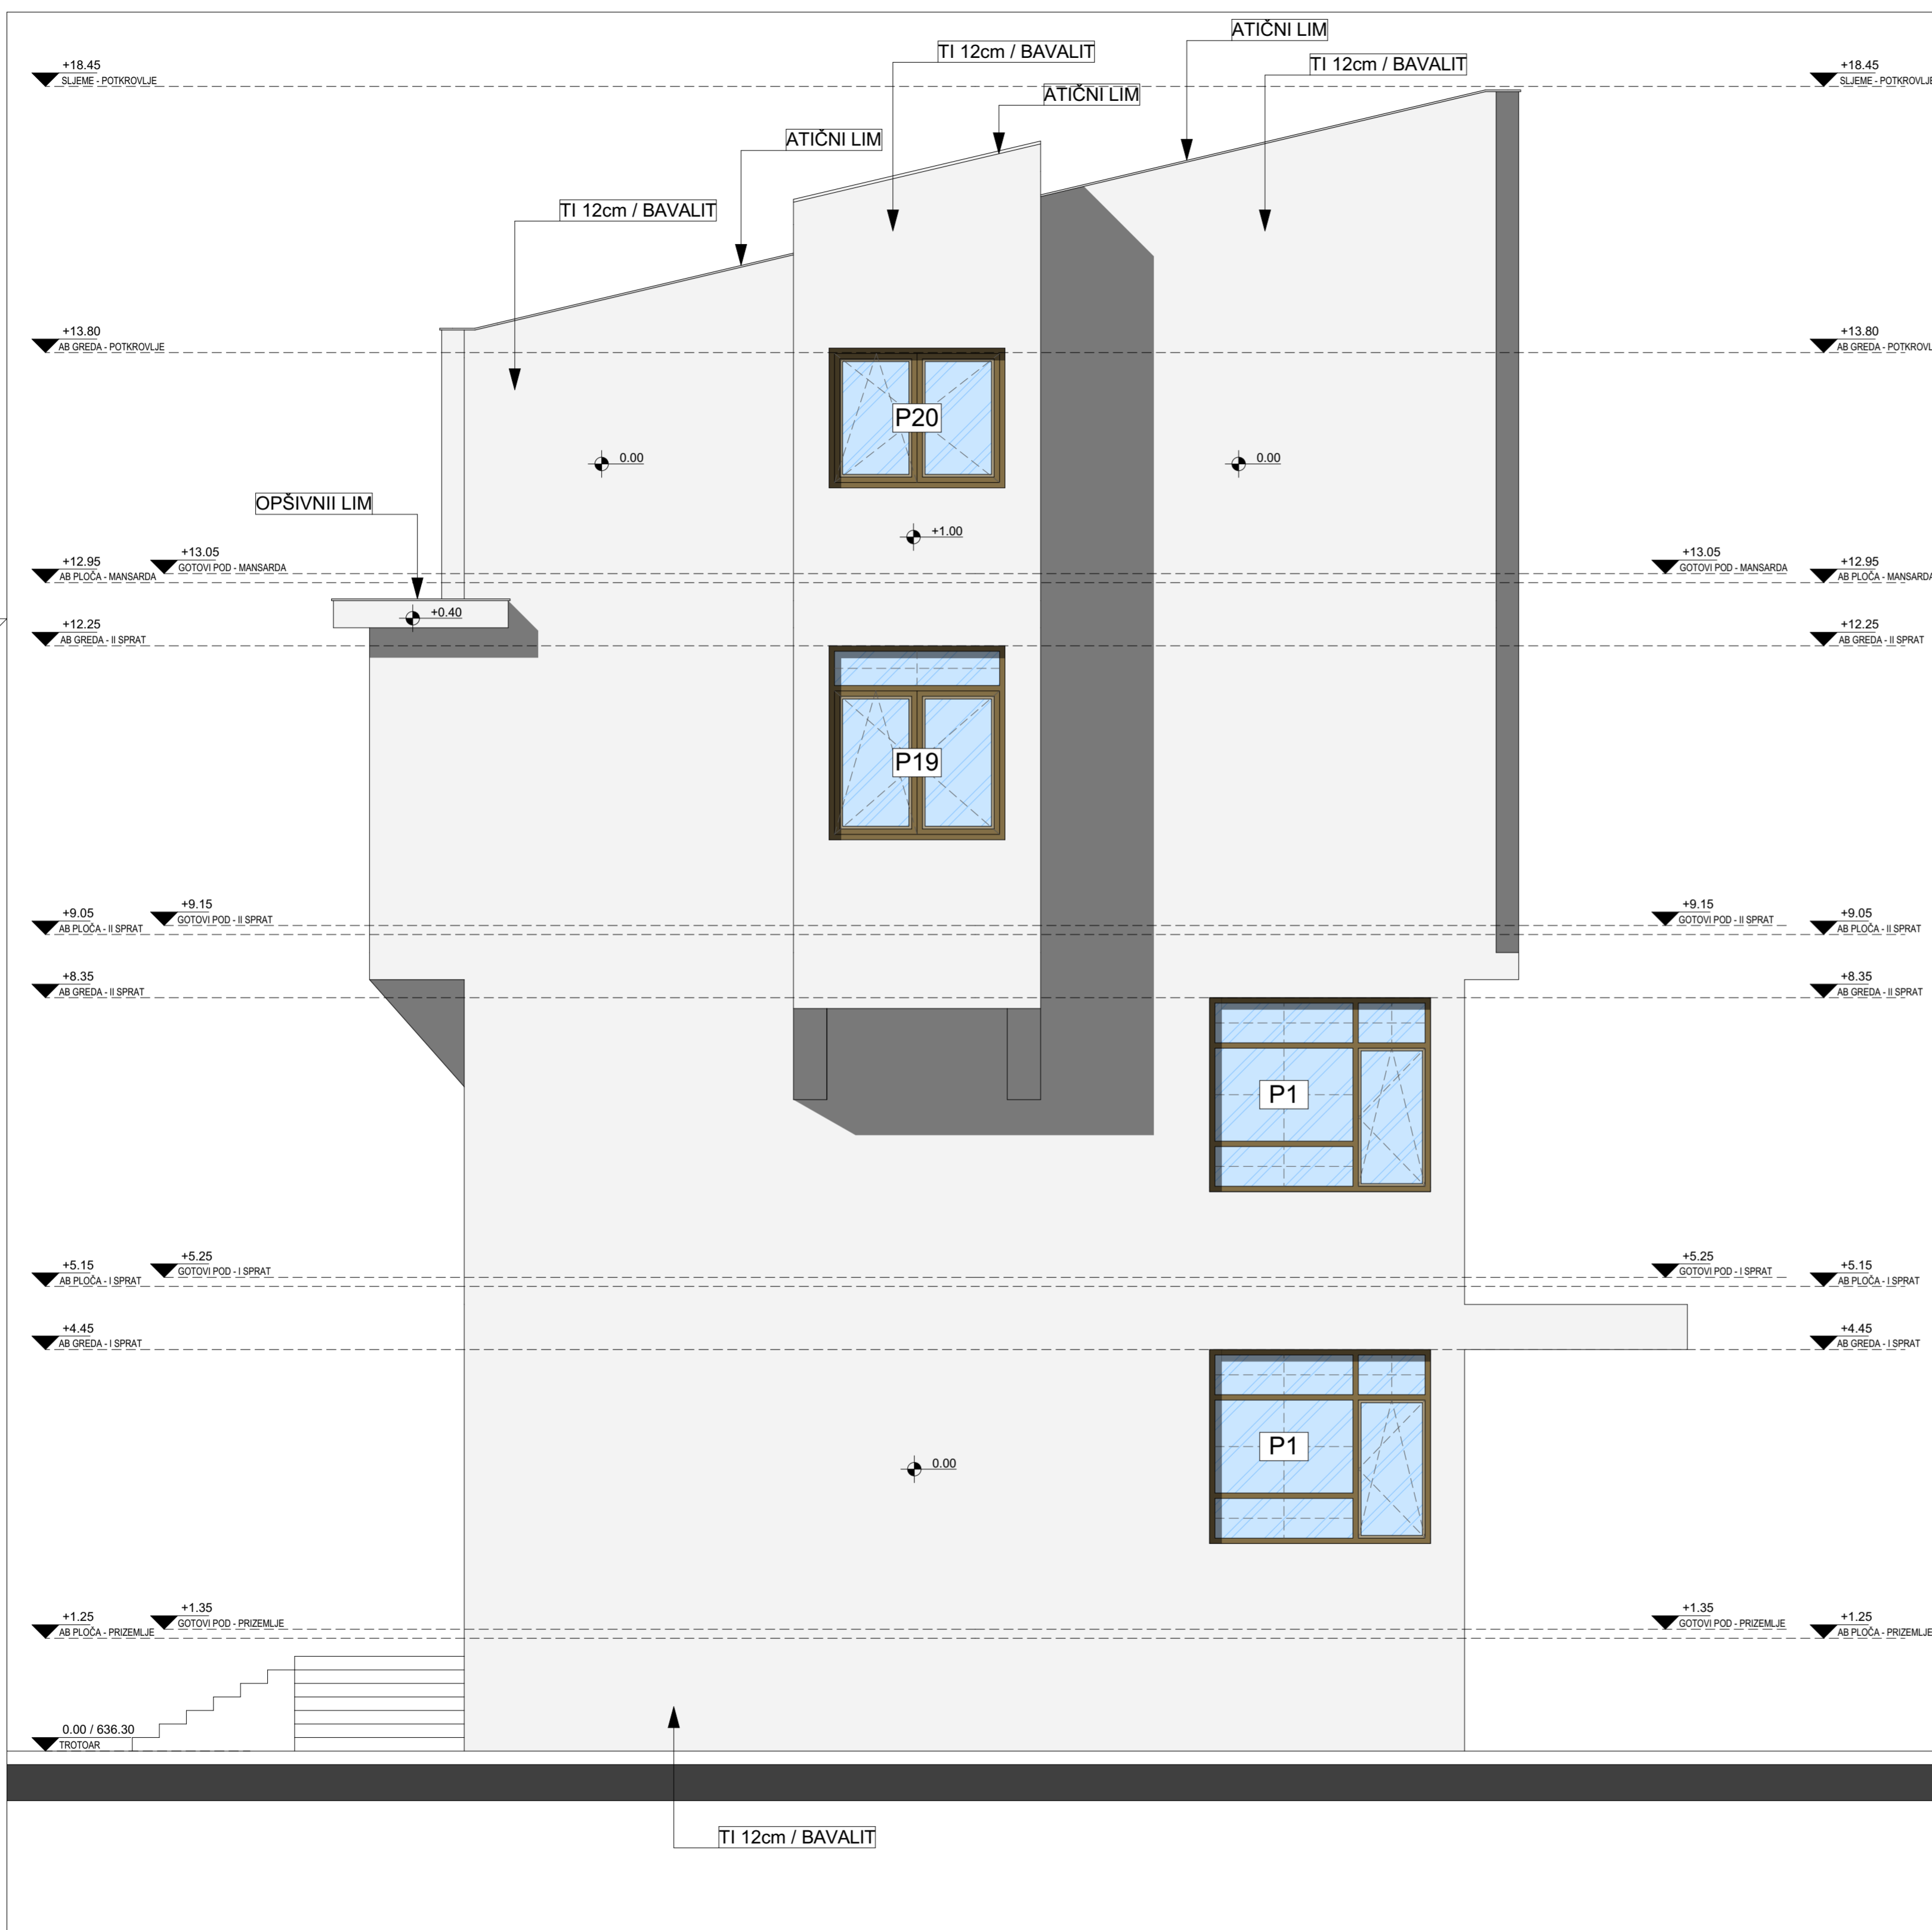 ATIČNI LIM
TI 12cm / BAVALIT
TI 12cm / BAVALIT
+18.45
SLJEME - POTKROVLJE
+18.45
SLJEME - POTKROVLJE
ATIČNI LIM
ATIČNI LIM
TI 12cm / BAVALIT
+13.80
AB GREDA - POTKROVLJE
+13.80
AB GREDA - POTKROVL
P20
0.00
0.00
OPŠIVNII LIM
+1.00
+12.95
AB PLOČA - MANSARDA
+13.05
GOTOVI POD - MANSARDA
+13.05
GOTOVI POD - MANSARDA
+12.95
AB PLOČA - MANSARDA
+0.40
+12.25
AB GREDA - II SPRAT
+12.25
AB GREDA - II SPRAT
P19
+9.05
AB PLOČA - II SPRAT
+9.15
GOTOVI POD - II SPRAT
+9.15
GOTOVI POD - II SPRAT
+9.05
AB PLOČA - II SPRAT
+8.35
AB GREDA - II SPRAT
+8.35
AB GREDA - II SPRAT
P1
+5.15
AB PLOČA - I SPRAT
+5.25
GOTOVI POD - I SPRAT
+5.25
GOTOVI POD - I SPRAT
+5.15
AB PLOČA - I SPRAT
+4.45
AB GREDA - I SPRAT
+4.45
AB GREDA - I SPRAT
P1
0.00
+1.25
AB PLOČA - PRIZEMLJE
+1.35
GOTOVI POD - PRIZEMLJE
+1.35
GOTOVI POD - PRIZEMLJE
+1.25
AB PLOČA - PRIZEMLJE
0.00 / 636.30
TROTOAR
TI 12cm / BAVALIT